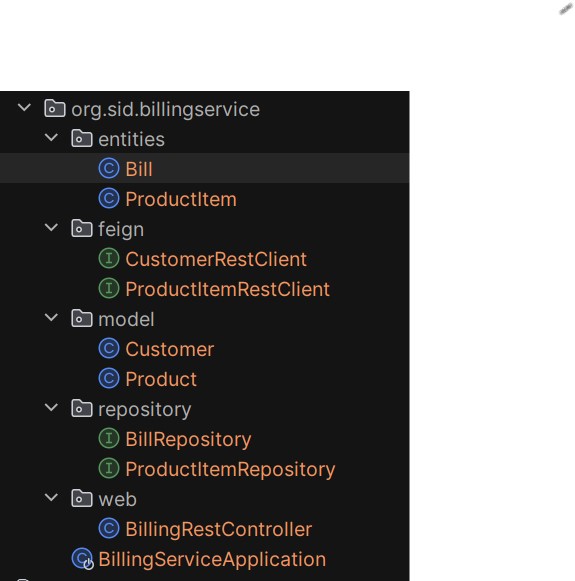 org.sid.billingservice
entities
Bill
ProductItem
feign
CustomerRestClient
ProductItemRestClient
model
Customer
Product
repository
BillRepository
ProductItemRepository
web
BillingRestController
BillingServiceApplication